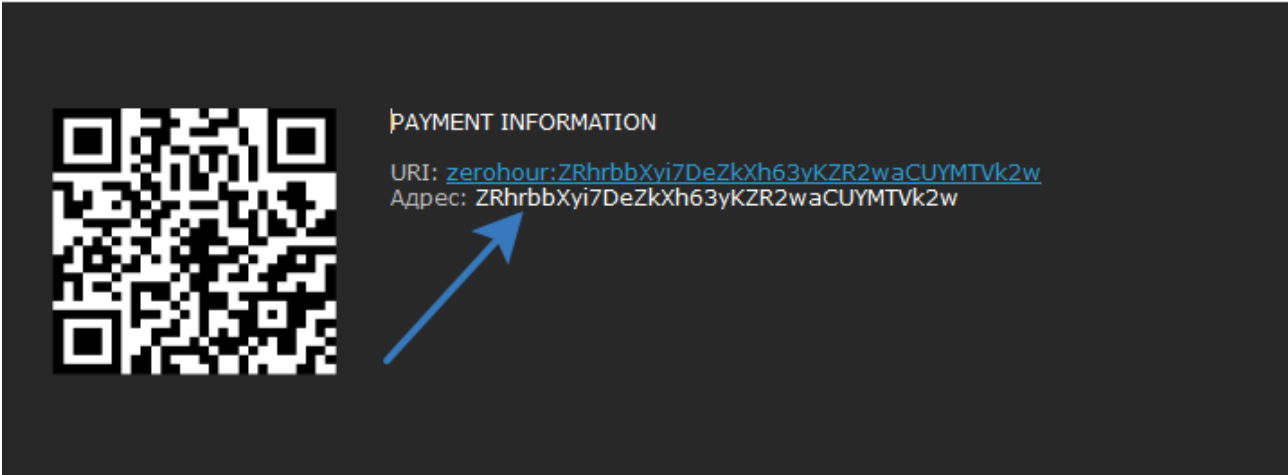 PAYMENT INFORMATION
URI: zerohour:ZRhrbbXyi7DeZkXh63yKZR2waCUYMTVk2w
Адрес: ZRhrbbXyi7DeZkXh63yKZR2waCUYMTVk2w